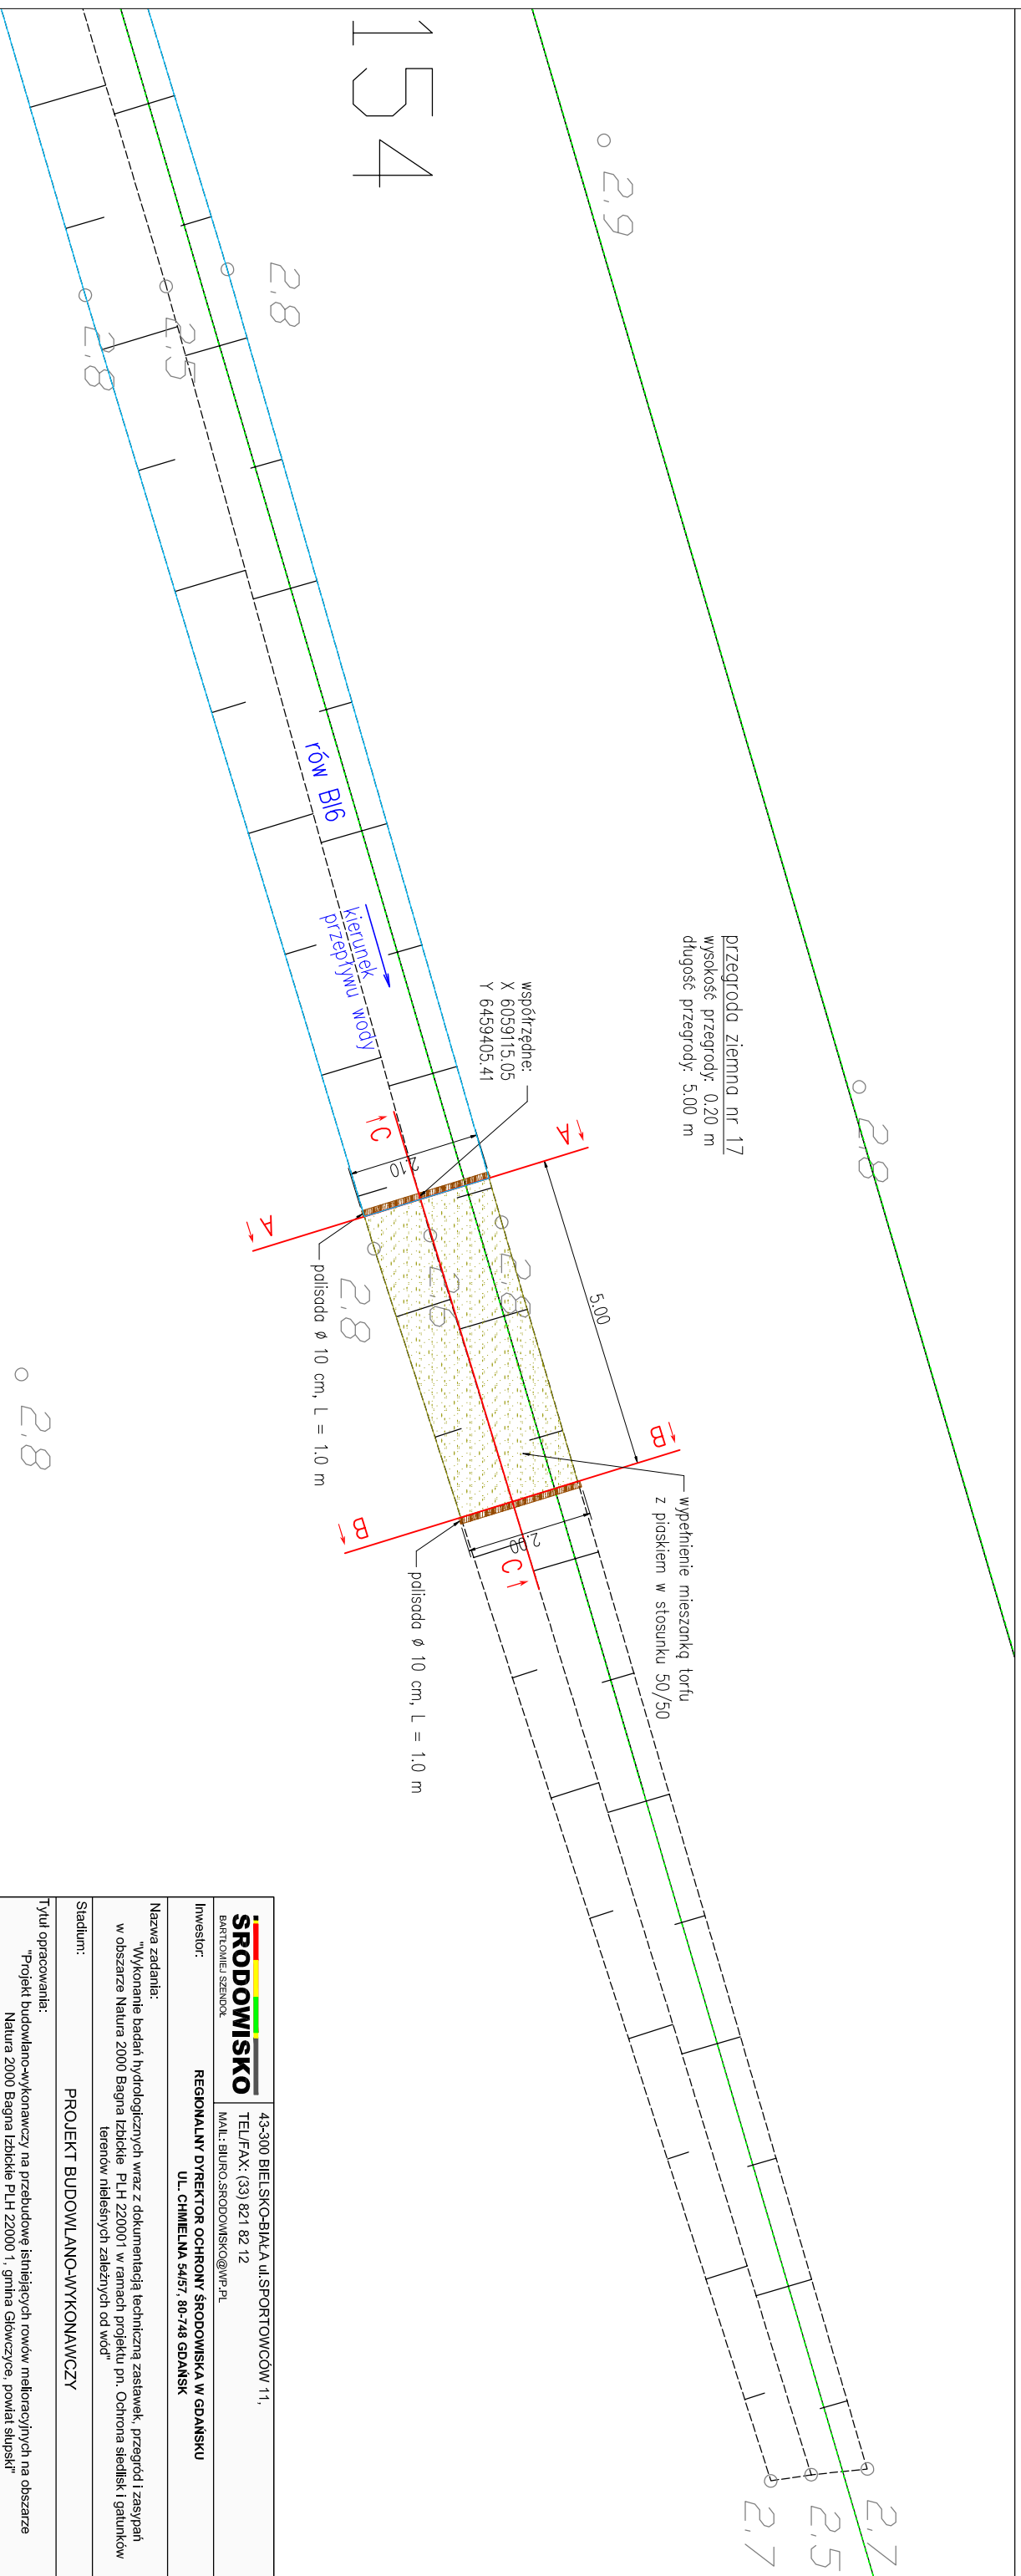 154
2.9
2.8
2.5
2.8
rów BI6
kierunek
przepływu wody
przegroda ziemna nr 17
wysokość przegrody: 0.20 m
długość przegrody: 5.00 m
współrzędne:
X 6059115.05
Y 6459405.41
2.8
A
A
C
2.10
5.00
2.8
2.6
2.8
palisada ø 10 cm, L = 1.0 m
B
B
C
wypełnienie mieszanką torfu
z piaskiem w stosunku 50/50
palisada ø 10 cm, L = 1.0 m
2.8
2.7
2.5
2.7
ŚRODOWISKO
BARTŁOMIEJ SZENDOŁ
43-300 BIELSKO-BIAŁA ul.SPORTOWCÓW 11,
TEL/FAX: (33) 821 82 12
MAIL: BIURO.SRODOWISKO@WP.PL
Inwestor:
REGIONALNY DYREKTOR OCHRONY ŚRODOWISKA W GDAŃSKU
UL. CHMIELNA 54/57, 80-748 GDAŃSK
Nazwa zadania:
"Wykonanie badań hydrologicznych wraz z dokumentacją techniczną zastawek, przegród i zasypań
w obszarze Natura 2000 Bagna Izbickie PLH 220001 w ramach projektu pn. Ochrona siedlisk i gatunków
terenów nieleśnych zależnych od wód"
Stadium:
PROJEKT BUDOWLANO-WYKONAWCZY
Tytuł opracowania:
"Projekt budowlano-wykonawczy na przebudowę istniejących rowów melioracyjnych na obszarze
Natura 2000 Bagna Izbickie PLH 22000 1, gmina Główczyce, powiat słupski"